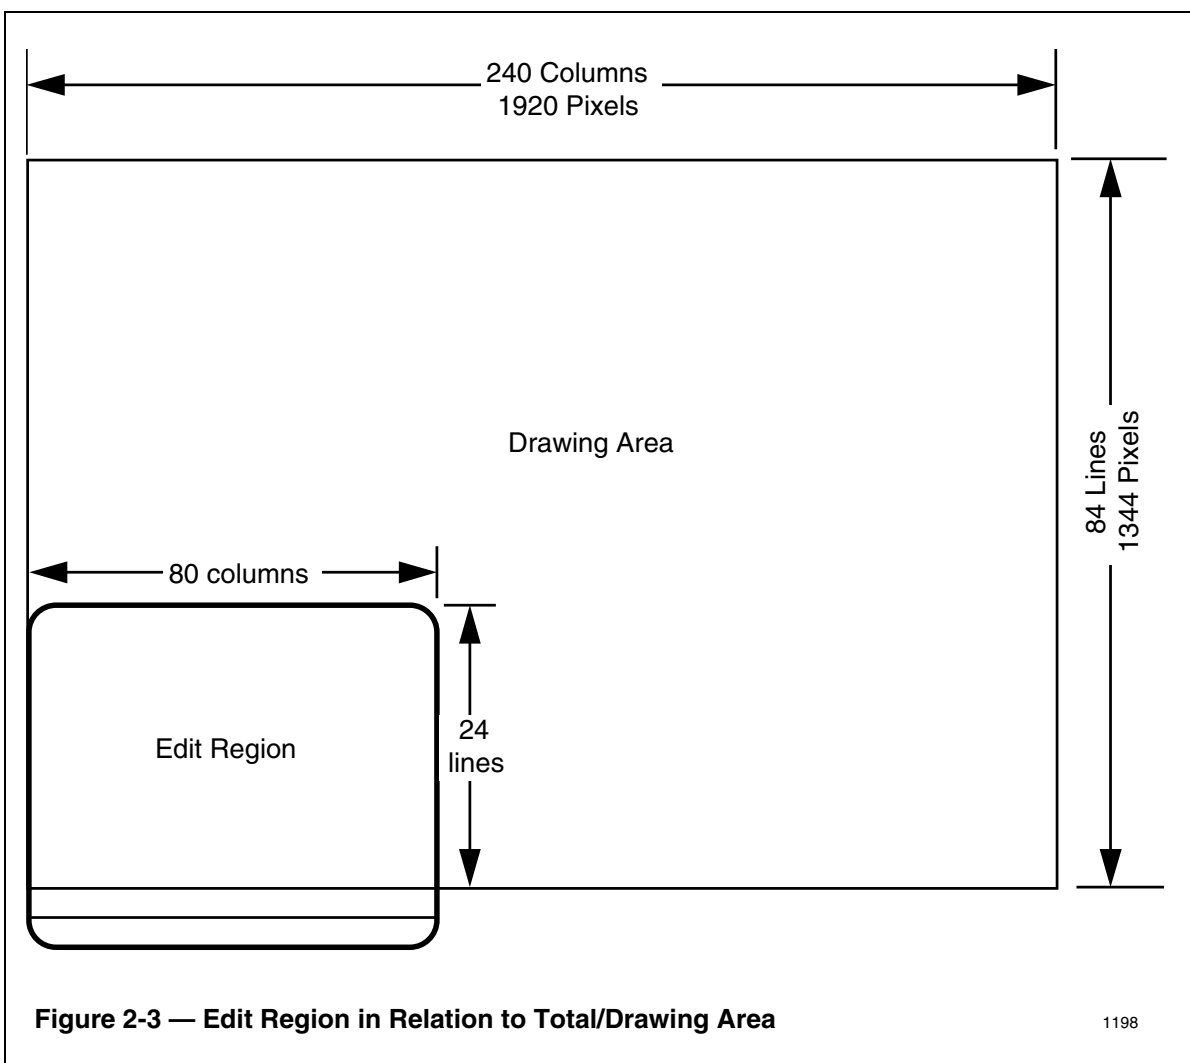 240 Columns
1920 Pixels
Drawing Area
84 Lines
1344 Pixels
80 columns
Edit Region
24
lines
Figure 2-3 — Edit Region in Relation to Total/Drawing Area
1198